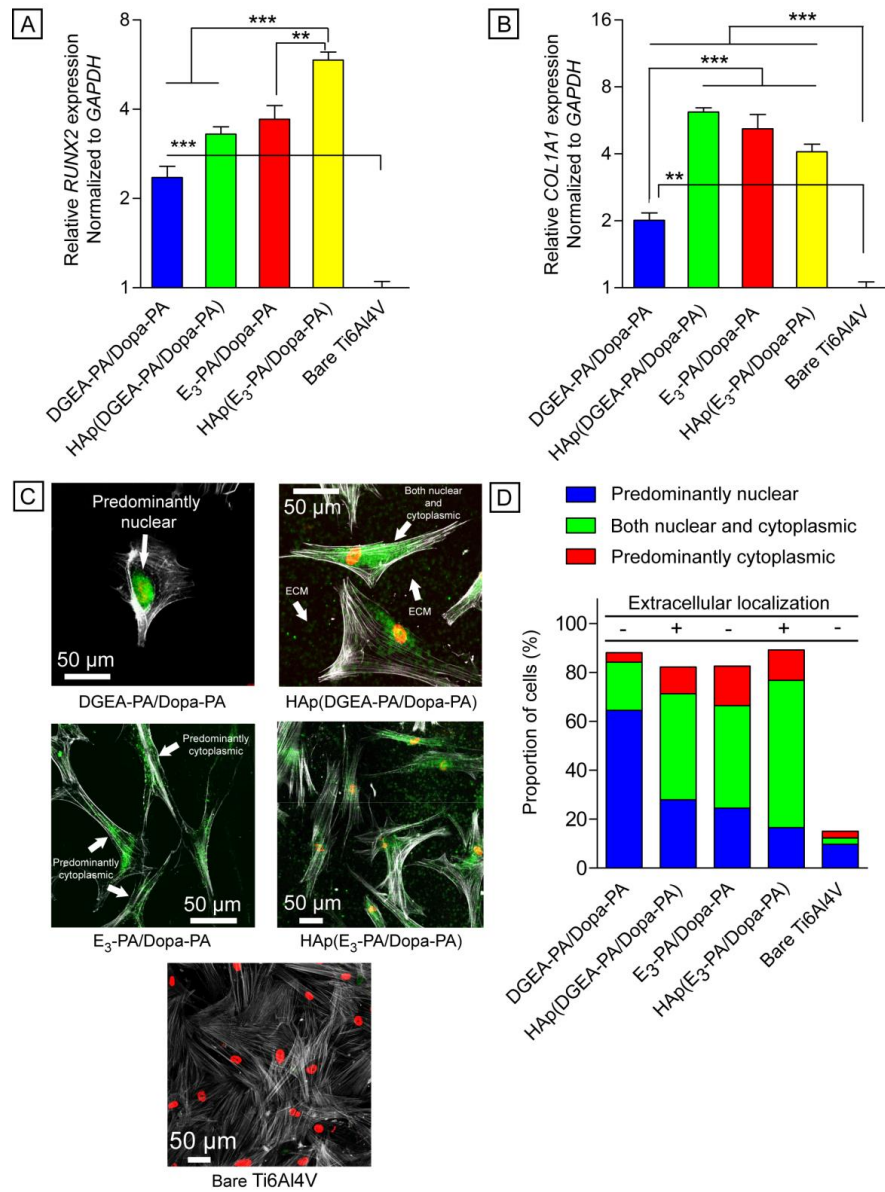 A
Relative RUNX2 expression
Normalized to GAPDH
8
4
2
1
***
**
***
DGEA-PA/Dopa-PA
HAp(DGEA-PA/Dopa-PA)
E₃-PA/Dopa-PA
HAp(E₃-PA/Dopa-PA)
Bare Ti6Al4V
B
Relative COL1A1 expression
Normalized to GAPDH
16
8
4
2
1
***
***
**
DGEA-PA/Dopa-PA
HAp(DGEA-PA/Dopa-PA)
E₃-PA/Dopa-PA
HAp(E₃-PA/Dopa-PA)
Bare Ti6Al4V
C
Predominantly
nuclear
50 µm
DGEA-PA/Dopa-PA
50 µm
Both nuclear
and
cytoplasmic
ECM
ECM
HAp(DGEA-PA/Dopa-PA)
Predominantly
cytoplasmic
Predominantly
cytoplasmic
50 µm
E₃-PA/Dopa-PA
50 µm
HAp(E₃-PA/Dopa-PA)
50 µm
Bare Ti6Al4V
D
Predominantly nuclear
Both nuclear and cytoplasmic
Predominantly cytoplasmic
Extracellular localization
- + - + -
Proportion of cells (%)
100
80
60
40
20
0
DGEA-PA/Dopa-PA
HAp(DGEA-PA/Dopa-PA)
E₃-PA/Dopa-PA
HAp(E₃-PA/Dopa-PA)
Bare Ti6Al4V